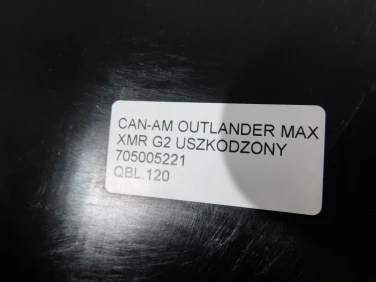 CAN-AM OUTLANDER MAX
XMR G2 USZKODZONY
705005221
QBL.120